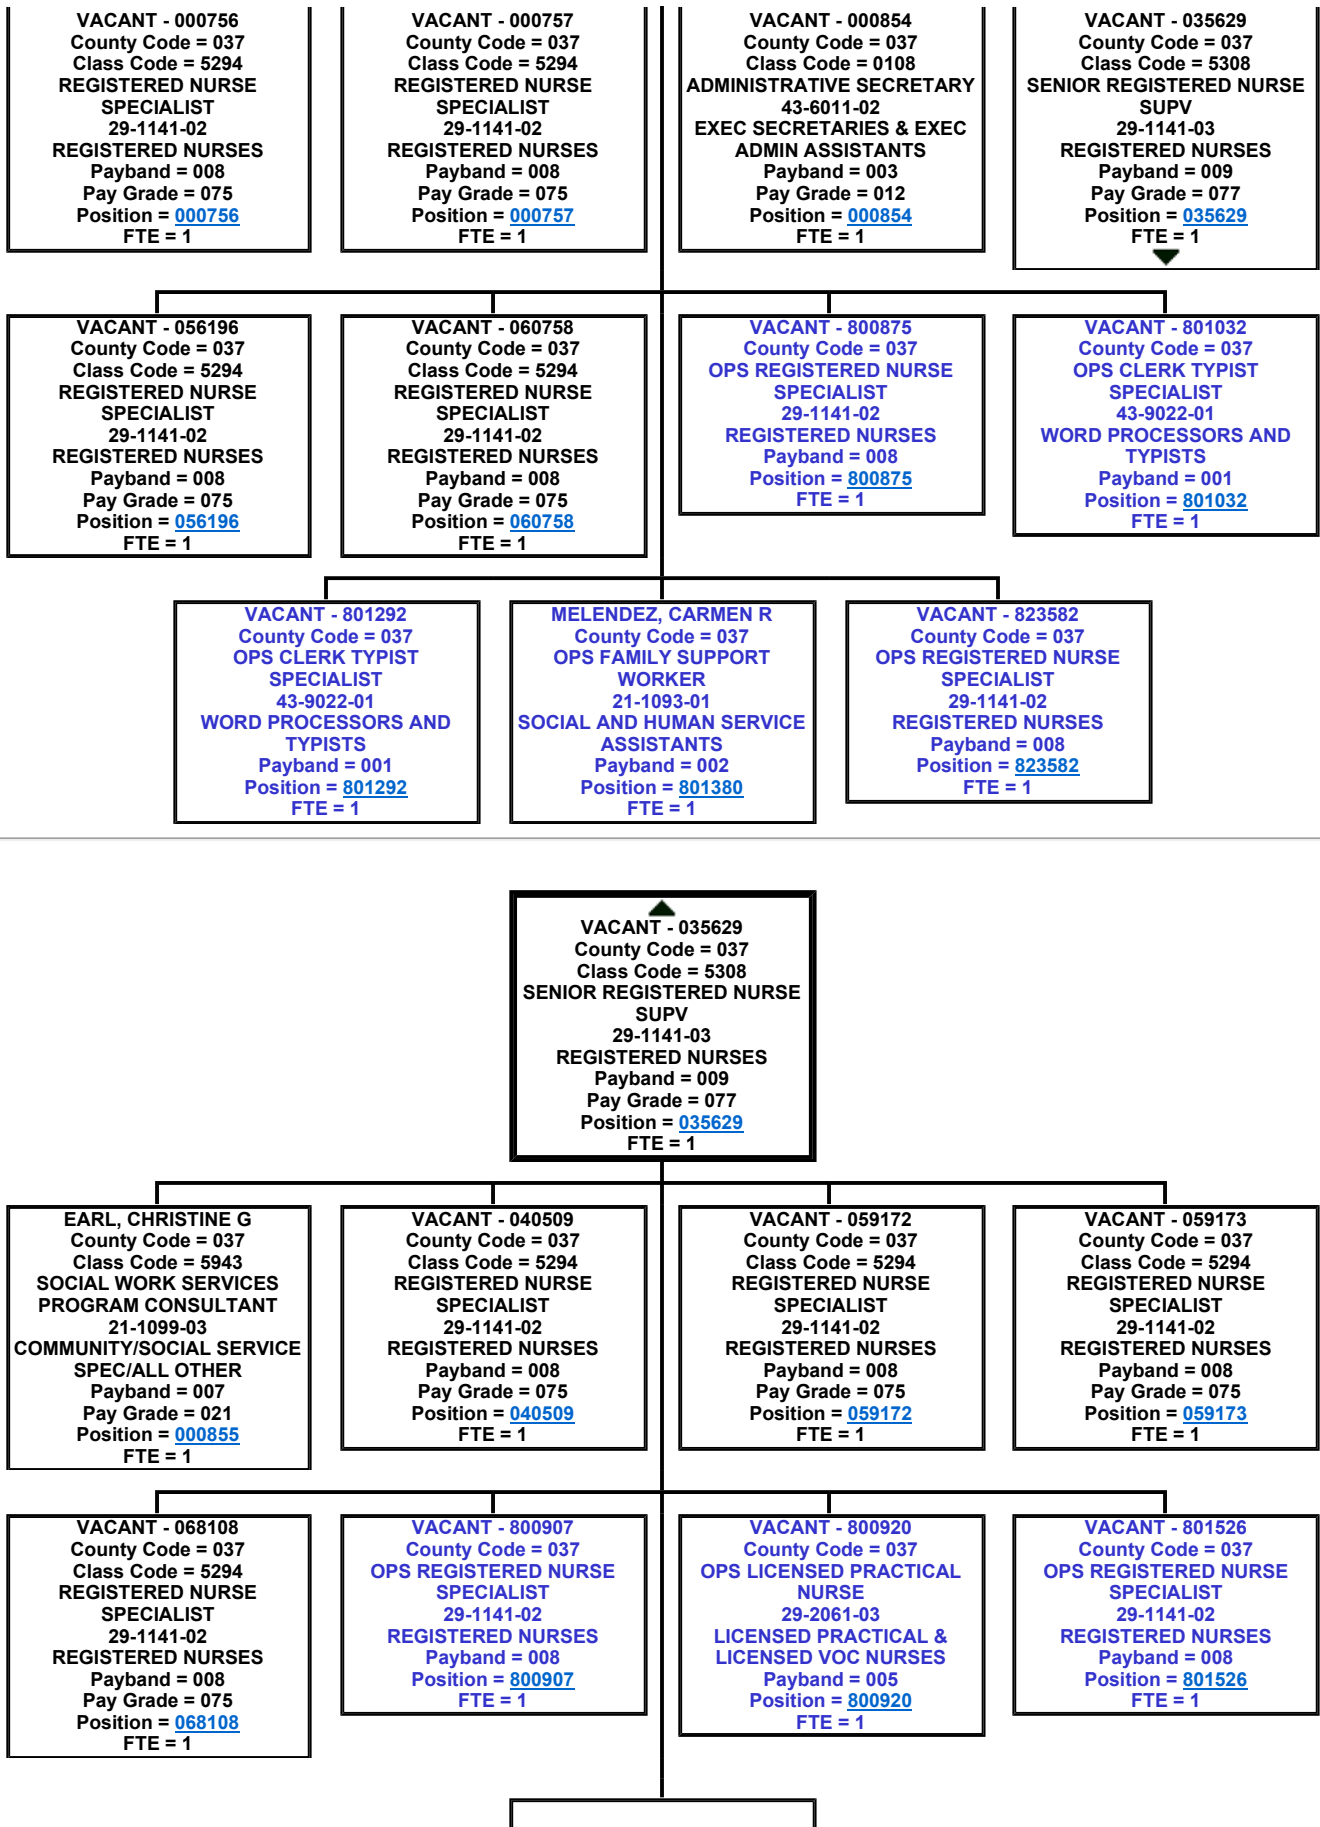 VACANT - 000756
County Code = 037
Class Code = 5294
REGISTERED NURSE
SPECIALIST
29-1141-02
REGISTERED NURSES
Payband = 008
Pay Grade = 075
Position = 000756
FTE = 1
VACANT - 000757
County Code = 037
Class Code = 5294
REGISTERED NURSE
SPECIALIST
29-1141-02
REGISTERED NURSES
Payband = 008
Pay Grade = 075
Position = 000757
FTE = 1
VACANT - 000854
County Code = 037
Class Code = 0108
ADMINISTRATIVE SECRETARY
43-6011-02
EXEC SECRETARIES & EXEC
ADMIN ASSISTANTS
Payband = 003
Pay Grade = 012
Position = 000854
FTE = 1
VACANT - 035629
County Code = 037
Class Code = 5308
SENIOR REGISTERED NURSE
SUPV
29-1141-03
REGISTERED NURSES
Payband = 009
Pay Grade = 077
Position = 035629
FTE = 1
VACANT - 056196
County Code = 037
Class Code = 5294
REGISTERED NURSE
SPECIALIST
29-1141-02
REGISTERED NURSES
Payband = 008
Pay Grade = 075
Position = 056196
FTE = 1
VACANT - 060758
County Code = 037
Class Code = 5294
REGISTERED NURSE
SPECIALIST
29-1141-02
REGISTERED NURSES
Payband = 008
Pay Grade = 075
Position = 060758
FTE = 1
VACANT - 800875
County Code = 037
OPS REGISTERED NURSE
SPECIALIST
29-1141-02
REGISTERED NURSES
Payband = 008
Position = 800875
FTE = 1
VACANT - 801032
County Code = 037
OPS CLERK TYPIST
SPECIALIST
43-9022-01
WORD PROCESSORS AND
TYPISTS
Payband = 001
Position = 801032
FTE = 1
VACANT - 801292
County Code = 037
OPS CLERK TYPIST
SPECIALIST
43-9022-01
WORD PROCESSORS AND
TYPISTS
Payband = 001
Position = 801292
FTE = 1
MELENDEZ, CARMEN R
County Code = 037
OPS FAMILY SUPPORT
WORKER
21-1093-01
SOCIAL AND HUMAN SERVICE
ASSISTANTS
Payband = 002
Position = 801380
FTE = 1
VACANT - 823582
County Code = 037
OPS REGISTERED NURSE
SPECIALIST
29-1141-02
REGISTERED NURSES
Payband = 008
Position = 823582
FTE = 1
VACANT - 035629
County Code = 037
Class Code = 5308
SENIOR REGISTERED NURSE
SUPV
29-1141-03
REGISTERED NURSES
Payband = 009
Pay Grade = 077
Position = 035629
FTE = 1
EARL, CHRISTINE G
County Code = 037
Class Code = 5943
SOCIAL WORK SERVICES
PROGRAM CONSULTANT
21-1099-03
COMMUNITY/SOCIAL SERVICE
SPEC/ALL OTHER
Payband = 007
Pay Grade = 021
Position = 000855
FTE = 1
VACANT - 040509
County Code = 037
Class Code = 5294
REGISTERED NURSE
SPECIALIST
29-1141-02
REGISTERED NURSES
Payband = 008
Pay Grade = 075
Position = 040509
FTE = 1
VACANT - 059172
County Code = 037
Class Code = 5294
REGISTERED NURSE
SPECIALIST
29-1141-02
REGISTERED NURSES
Payband = 008
Pay Grade = 075
Position = 059172
FTE = 1
VACANT - 059173
County Code = 037
Class Code = 5294
REGISTERED NURSE
SPECIALIST
29-1141-02
REGISTERED NURSES
Payband = 008
Pay Grade = 075
Position = 059173
FTE = 1
VACANT - 068108
County Code = 037
Class Code = 5294
REGISTERED NURSE
SPECIALIST
29-1141-02
REGISTERED NURSES
Payband = 008
Pay Grade = 075
Position = 068108
FTE = 1
VACANT - 800907
County Code = 037
OPS REGISTERED NURSE
SPECIALIST
29-1141-02
REGISTERED NURSES
Payband = 008
Position = 800907
FTE = 1
VACANT - 800920
County Code = 037
OPS LICENSED PRACTICAL
NURSE
29-2061-03
LICENSED PRACTICAL &
LICENSED VOC NURSES
Payband = 005
Position = 800920
FTE = 1
VACANT - 801526
County Code = 037
OPS REGISTERED NURSE
SPECIALIST
29-1141-02
REGISTERED NURSES
Payband = 008
Position = 801526
FTE = 1